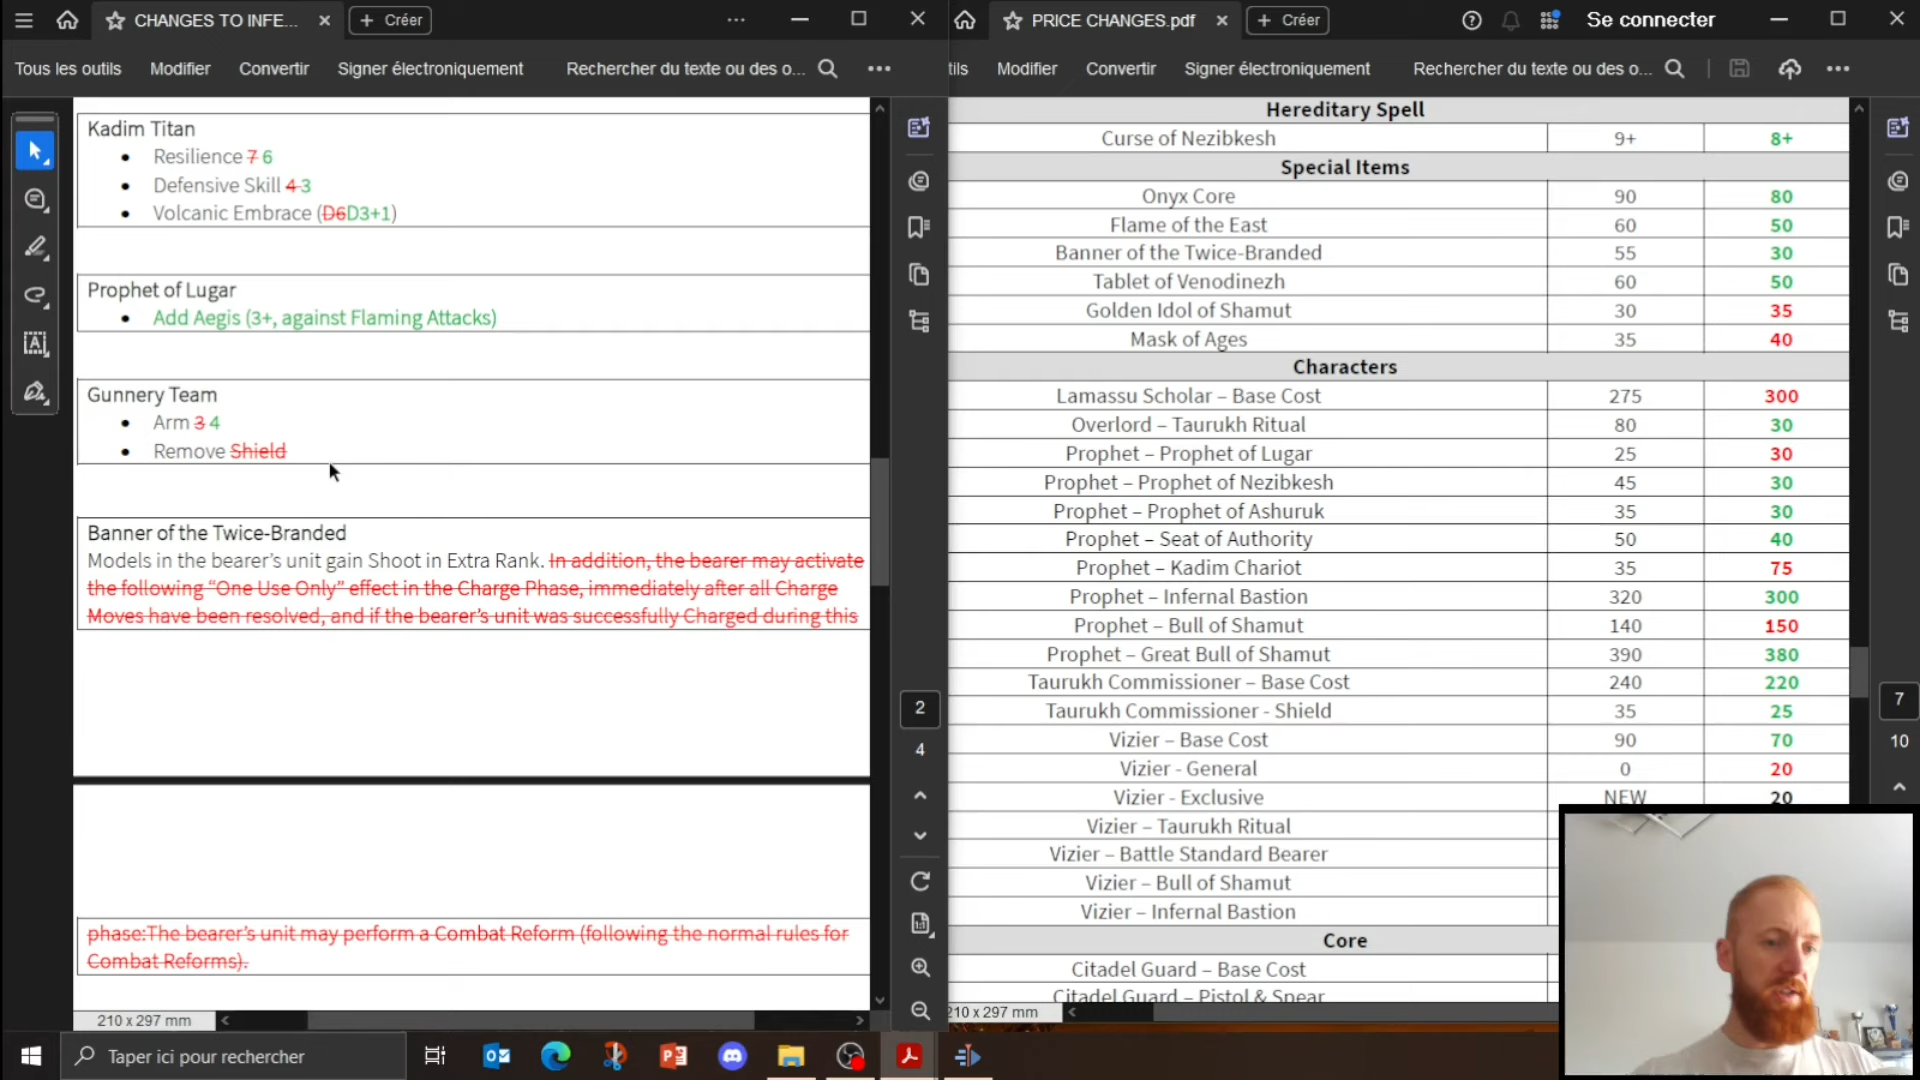 CHANGES TO INFE...
Créer
Tous les outils
Modifier
Convertir
Signer électroniquement
Rechercher du texte ou des o...
Kadim Titan
• Resilience 7 6
• Defensive Skill 4 3
• Volcanic Embrace (D6D3+1)
Prophet of Lugar
• Add Aegis (3+, against Flaming Attacks)
Gunnery Team
• Arm 3 4
• Remove Shield
Banner of the Twice-Branded
Models in the bearer's unit gain Shoot in Extra Rank. In addition, the bearer may activate
the following “One Use Only” effect in the Charge Phase, immediately after all Charge
Moves have been resolved, and if the bearer's unit was successfully Charged during this
phase:The bearer's unit may perform a Combat Reform (following the normal rules for
Combat Reforms).
2
4
210 x 297 mm
PRICE CHANGES.pdf
Créer
Se connecter
tils
Modifier
Convertir
Signer électroniquement
Rechercher du texte ou des o...
Hereditary Spell
Curse of Nezibkesh 9+ 8+
Special Items
Onyx Core 90 80
Flame of the East 60 50
Banner of the Twice-Branded 55 30
Tablet of Venodinezh 60 50
Golden Idol of Shamut 30 35
Mask of Ages 35 40
Characters
Lamassu Scholar – Base Cost 275 300
Overlord – Taurukh Ritual 80 30
Prophet – Prophet of Lugar 25 30
Prophet – Prophet of Nezibkesh 45 30
Prophet – Prophet of Ashuruk 35 30
Prophet – Seat of Authority 50 40
Prophet – Kadim Chariot 35 75
Prophet – Infernal Bastion 320 300
Prophet – Bull of Shamut 140 150
Prophet – Great Bull of Shamut 390 380
Taurukh Commissioner – Base Cost 240 220
Taurukh Commissioner - Shield 35 25
Vizier – Base Cost 90 70
Vizier - General 0 20
Vizier - Exclusive NEW 20
Vizier – Taurukh Ritual
Vizier – Battle Standard Bearer
Vizier – Bull of Shamut
Vizier – Infernal Bastion
Core
Citadel Guard – Base Cost
Citadel Guard – Pistol & Spear
7
10
210 x 297 mm
Taper ici pour rechercher